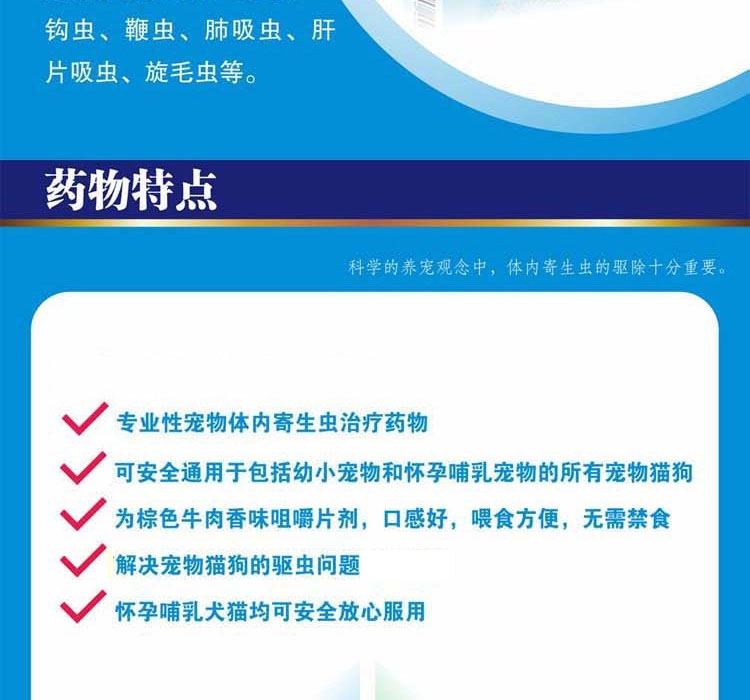 钩虫、鞭虫、肺吸虫、肝
片吸虫、旋毛虫等。
药物特点
科学的养宠观念中，体内寄生虫的驱除十分重要。
专业性宠物体内寄生虫治疗药物
可安全通用于包括幼小宠物和怀孕哺乳宠物的所有宠物猫狗
为棕色牛肉香味咀嚼片剂，口感好，喂食方便，无需禁食
解决宠物猫狗的驱虫问题
怀孕哺乳犬猫均可安全放心服用